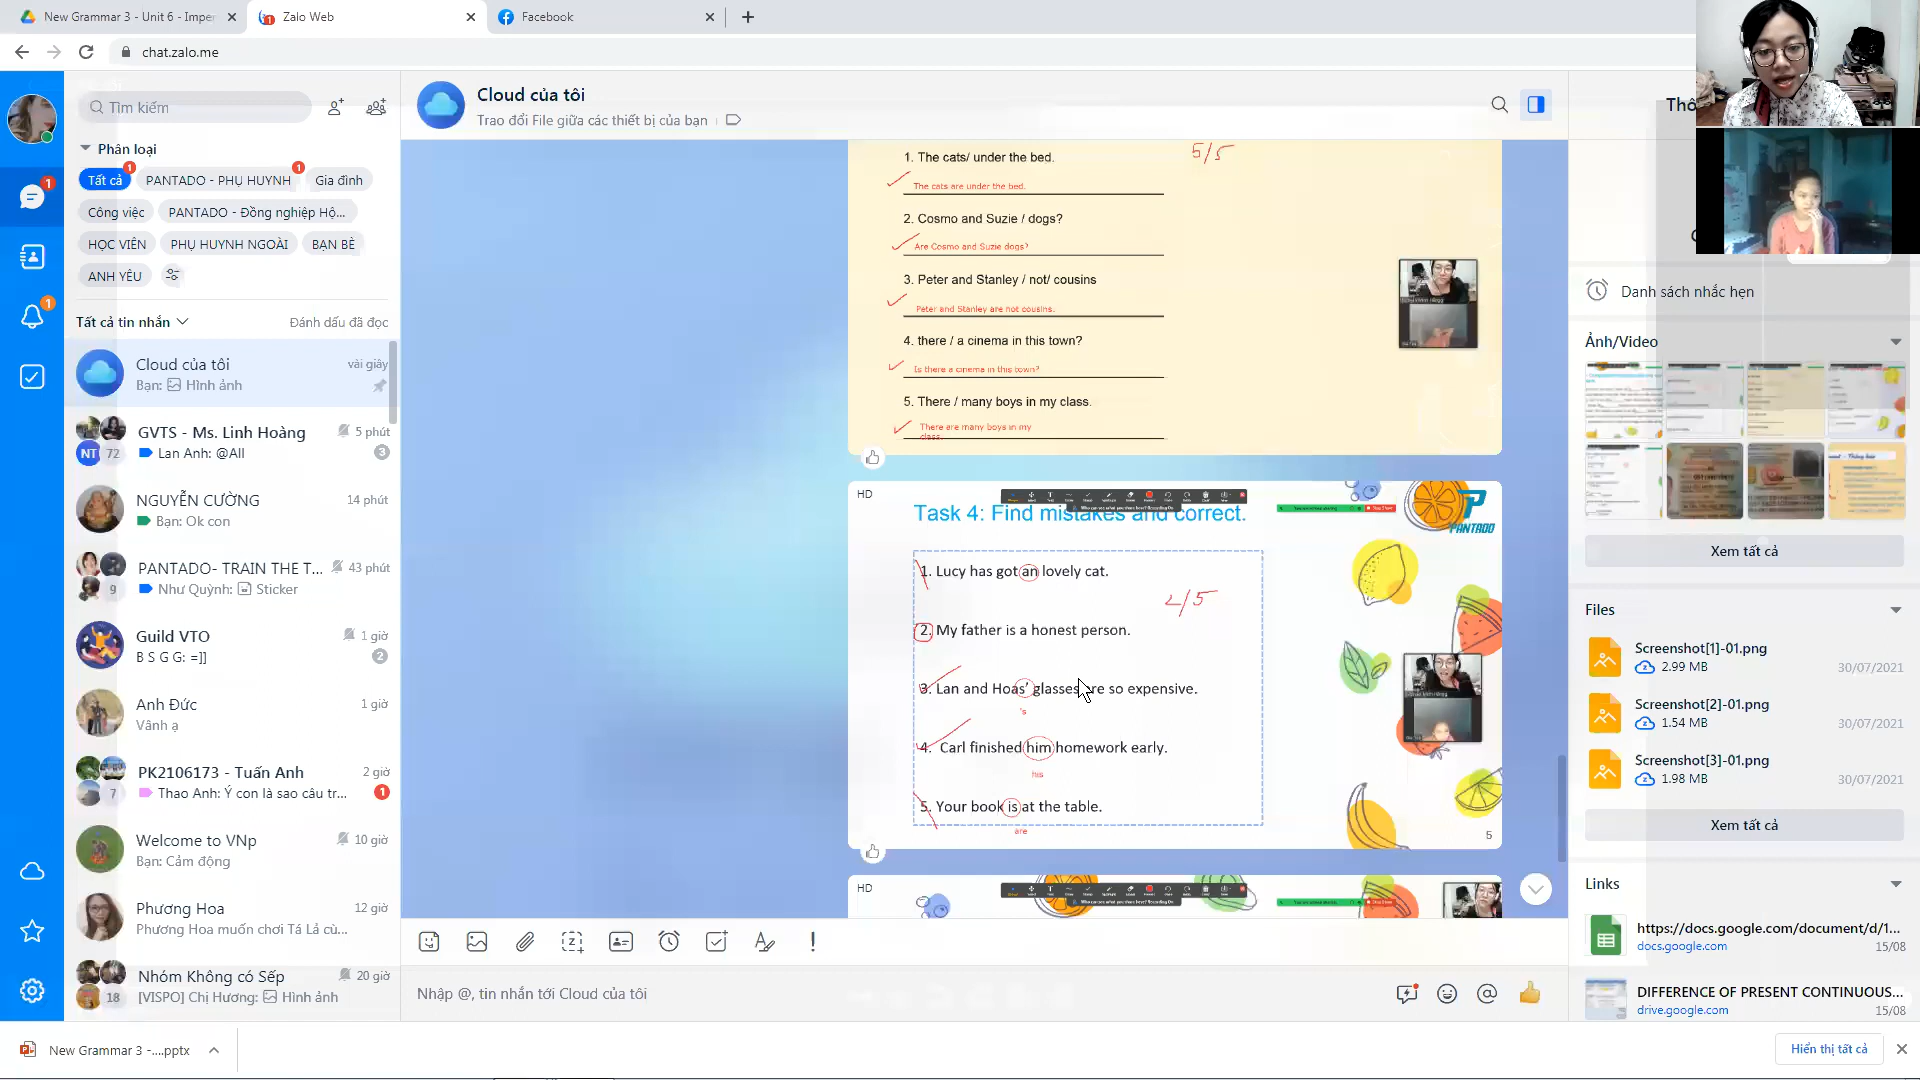 New Grammar 3 - Unit 6 - Imper
Zalo Web
Facebook
chat.zalo.me
Tìm kiếm
Phân loại
Tất cả
1
PANTADO - PHỤ HUYNH
1
Gia đình
Công việc
PANTADO - Đồng nghiệp Hộ...
HỌC VIÊN
PHỤ HUYNH NGOÀI
BẠN BÈ
ANH YÊU
Tất cả tin nhắn
Đánh dấu đã đọc
Cloud của tôi
vài giây
Bạn: Hình ảnh
GVTS - Ms. Linh Hoàng
5 phút
NT 72
Lan Anh: @All
3
NGUYỄN CƯỜNG
14 phút
Bạn: Ok con
PANTADO- TRAIN THE T...
43 phút
9
Như Quỳnh: Sticker
Guild VTO
1 giờ
B S G G: =]]
2
Anh Đức
1 giờ
Vânh ạ
PK2106173 - Tuấn Anh
2 giờ
7
Thao Anh: Ý con là sao câu tr...
1
Welcome to VNp
10 giờ
Bạn: Cảm động
Phương Hoa
12 giờ
Phương Hoa muốn chơi Tá Lả cù...
Nhóm Không có Sếp
20 giờ
18
[VISPO] Chị Hương: Hình ảnh
Cloud của tôi
Trao đổi File giữa các thiết bị của bạn
1. The cats/ under the bed.
5/5
The cats are under the bed.
2. Cosmo and Suzie / dogs?
Are Cosmo and Suzie dogs?
3. Peter and Stanley / not/ cousins
Peter and Stanley are not cousins.
4. there / a cinema in this town?
Is there a cinema in this town?
5. There / many boys in my class.
There are many boys in my
class.
HD
Task 4: Find mistakes and correct.
PANTADO
1. Lucy has got an lovely cat.
2/5
2. My father is a honest person.
3. Lan and Hoas' glasses are so expensive.
's
4. Carl finished him homework early.
his
5. Your book is at the table.
are
5
HD
Nhập @, tin nhắn tới Cloud của tôi
Thô
Danh sách nhắc hẹn
Ảnh/Video
Xem tất cả
Files
Screenshot[1]-01.png
2.99 MB
30/07/2021
Screenshot[2]-01.png
1.54 MB
30/07/2021
Screenshot[3]-01.png
1.98 MB
30/07/2021
Xem tất cả
Links
https://docs.google.com/document/d/1...
docs.google.com
15/08
DIFFERENCE OF PRESENT CONTINUOUS...
drive.google.com
15/08
New Grammar 3 -....pptx
Hiển thị tất cả